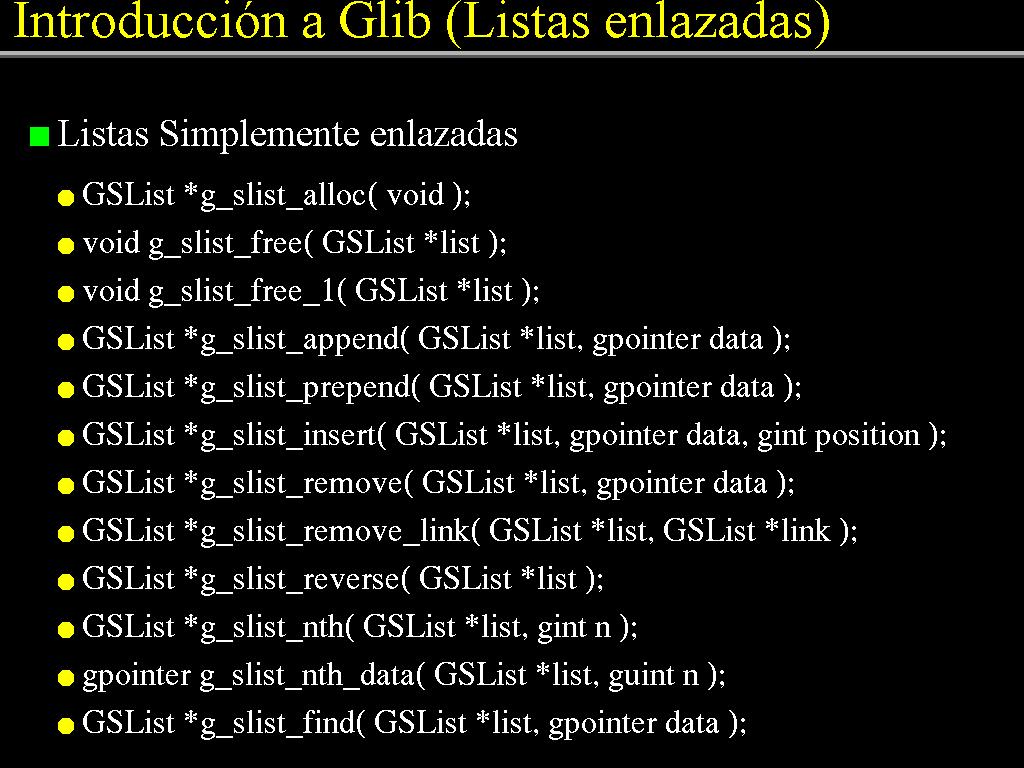 Introducción a Glib (Listas enlazadas)
Listas Simplemente enlazadas
GSList *g_slist_alloc( void );
void g_slist_free( GSList *list );
void g_slist_free_1( GSList *list );
GSList *g_slist_append( GSList *list, gpointer data );
GSList *g_slist_prepend( GSList *list, gpointer data );
GSList *g_slist_insert( GSList *list, gpointer data, gint position );
GSList *g_slist_remove( GSList *list, gpointer data );
GSList *g_slist_remove_link( GSList *list, GSList *link );
GSList *g_slist_reverse( GSList *list );
GSList *g_slist_nth( GSList *list, gint n );
gpointer g_slist_nth_data( GSList *list, guint n );
GSList *g_slist_find( GSList *list, gpointer data );